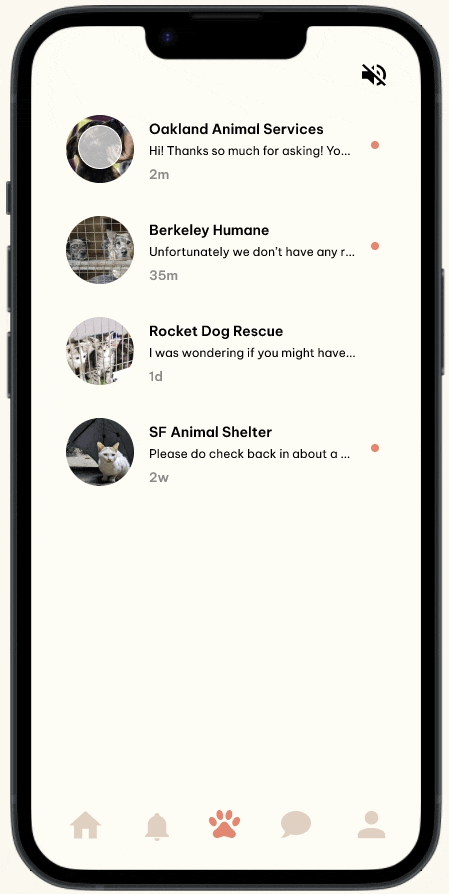 Oakland Animal Services
Hi! Thanks so much for asking! Yo...
2m
Berkeley Humane
Unfortunately we don't have any r...
35m
Rocket Dog Rescue
I was wondering if you might have...
1d
SF Animal Shelter
Please do check back in about a ...
2w